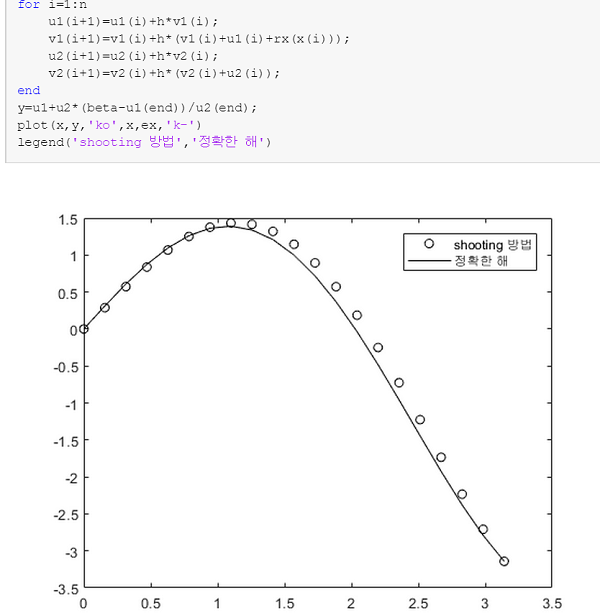 for i=1:n
u1(i+1)=u1(i)+h*v1(i);
v1(i+1)=v1(i)+h*(v1(i)+u1(i)+rx(x(i)));
u2(i+1)=u2(i)+h*v2(i);
v2(i+1)=v2(i)+h*(v2(i)+u2(i));
end
y=u1+u2*(beta-u1(end))/u2(end);
plot(x,y,'ko',x,ex,'k-')
legend('shooting 방법','정확한 해')
shooting 방법
정확한 해
1.5
1
0.5
0
-0.5
-1
-1.5
-2
-2.5
-3
-3.5
0 0.5 1 1.5 2 2.5 3 3.5